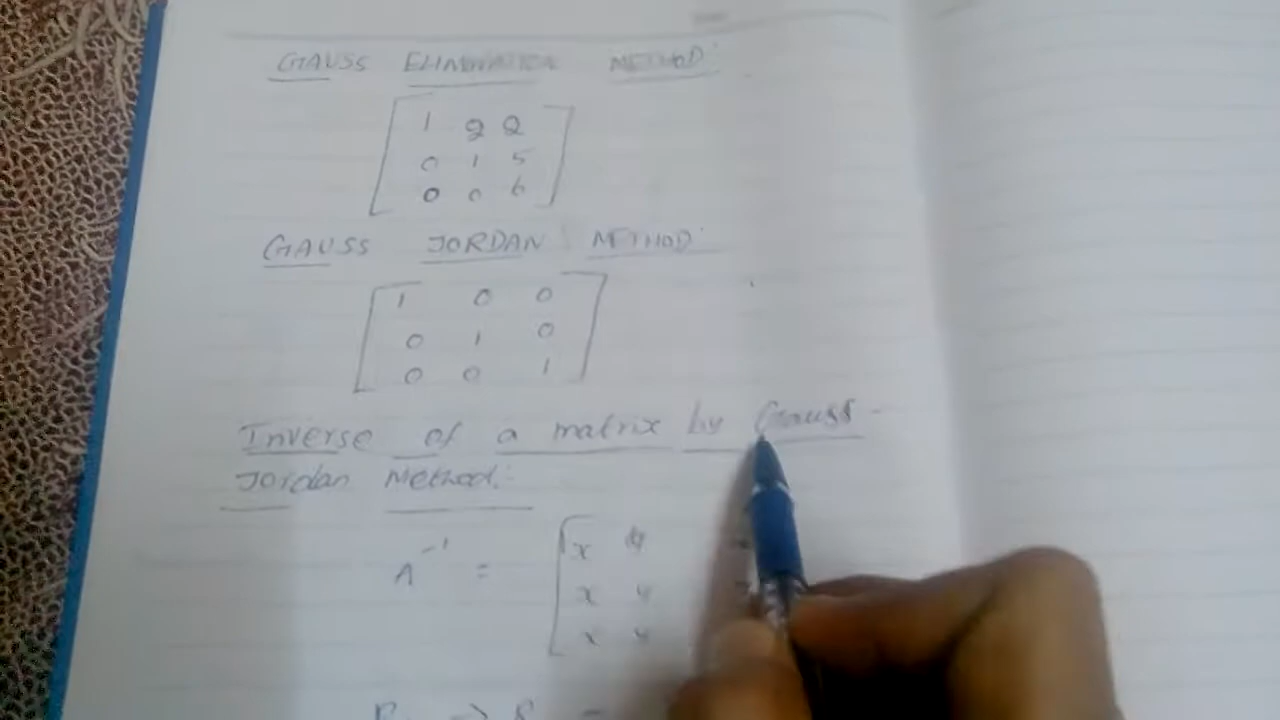 GAUSS ELIMINATION METHOD:
1 2 2
0 1 5
0 0 6
GAUSS JORDAN METHOD:
1 0 0
0 1 0
0 0 1
Inverse of a matrix by Gauss-
Jordan Method:-
A⁻¹ = x y
x y
x y